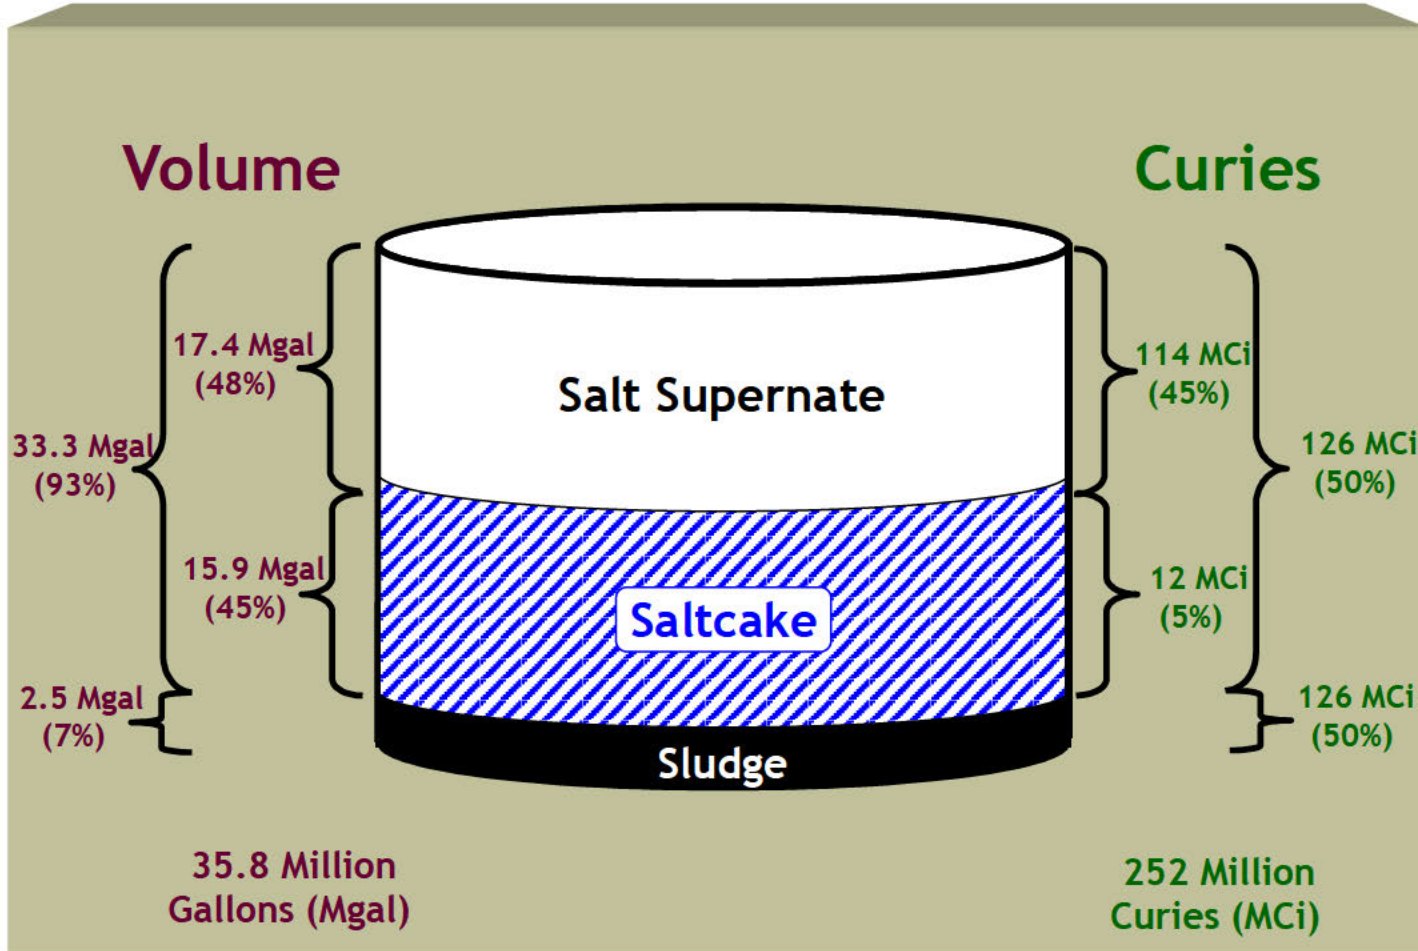 Volume
Curies
17.4 Mgal
(48%)
33.3 Mgal
(93%)
15.9 Mgal
(45%)
2.5 Mgal
(7%)
Salt Supernate
Saltcake
Sludge
114 MCi
(45%)
126 MCi
(50%)
12 MCi
(5%)
126 MCi
(50%)
35.8 Million
Gallons (Mgal)
252 Million
Curies (MCi)